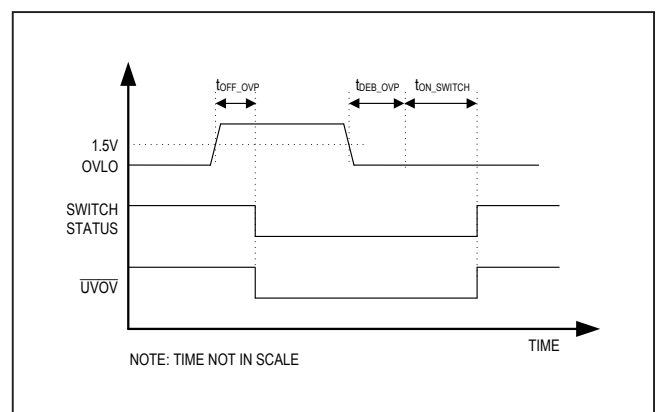 tOFF_OVP tDEB_OVP tON_SWITCH
1.5V
OVLO
SWITCH
STATUS
UVOV
TIME
NOTE: TIME NOT IN SCALE